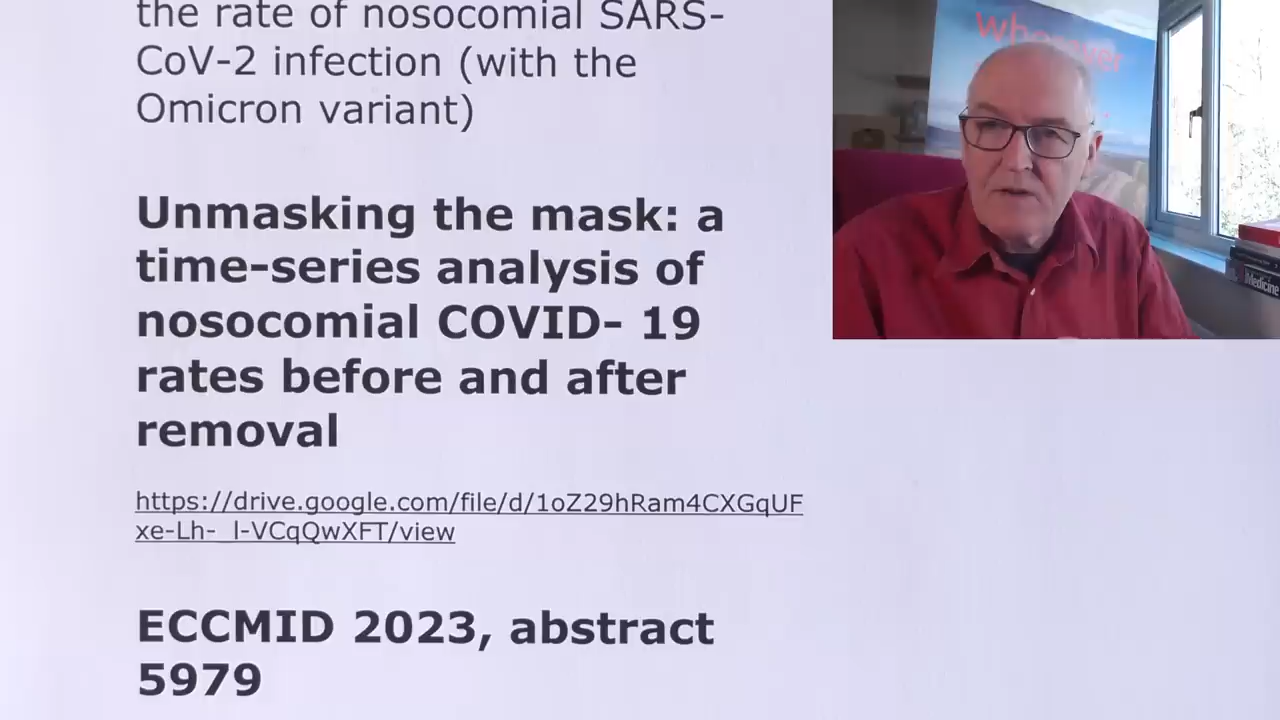 the rate of nosocomial SARS-
CoV-2 infection (with the
Omicron variant)
Unmasking the mask: a
time-series analysis of
nosocomial COVID- 19
rates before and after
removal
https://drive.google.com/file/d/1oZ29hRam4CXGqUF
xe-Lh-_l-VCqQwXFT/view
ECCMID 2023, abstract
5979
wherever
Medicine